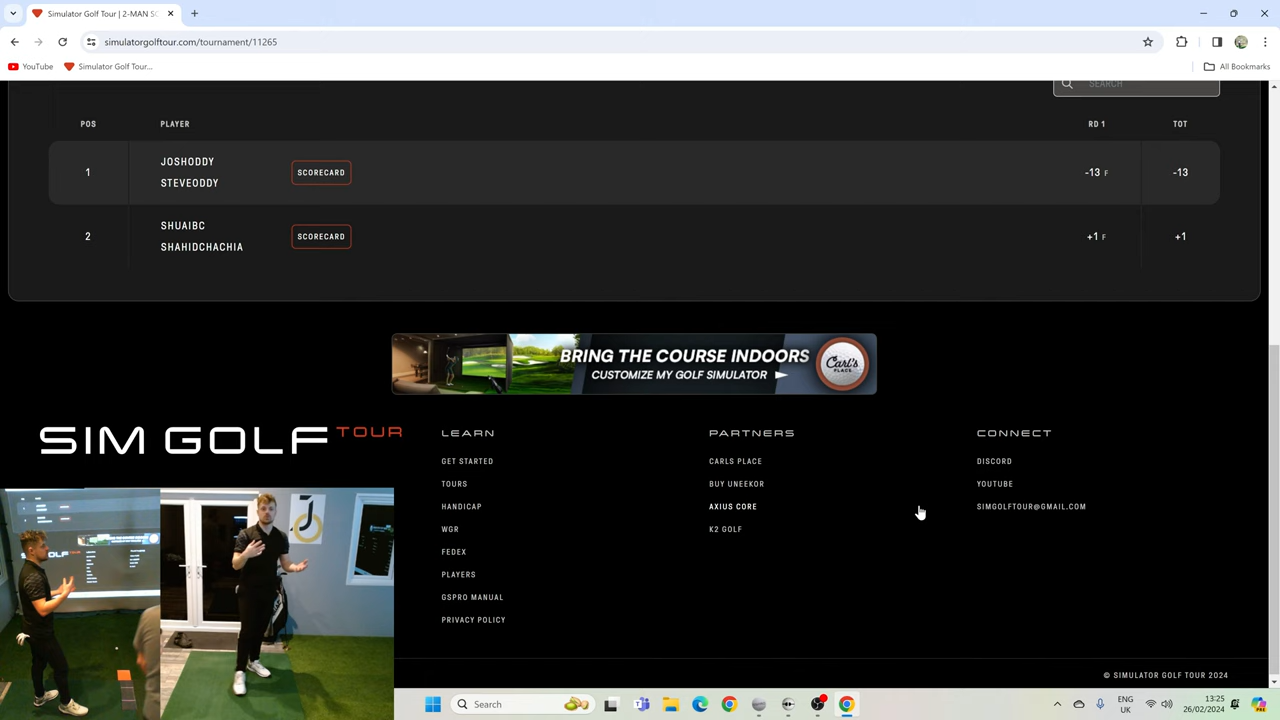 Simulator Golf Tour | 2-MAN SC
simulatorgolftour.com/tournament/11265
YouTube
Simulator Golf Tour...
All Bookmarks
SEARCH
POS PLAYER RD 1 TOT
1 JOSHODDY STEVEODDY SCORECARD -13 F -13
2 SHUAIBC SHAHIDCHACHIA SCORECARD +1 F +1
BRING THE COURSE INDOORS
CUSTOMIZE MY GOLF SIMULATOR
Carl's PLACE
SIM GOLF TOUR
LEARN
GET STARTED
TOURS
HANDICAP
WGR
FEDEX
PLAYERS
GSPRO MANUAL
PRIVACY POLICY
PARTNERS
CARLS PLACE
BUY UNEEKOR
AXIUS CORE
K2 GOLF
CONNECT
DISCORD
YOUTUBE
SIMGOLFTOUR@GMAIL.COM
© SIMULATOR GOLF TOUR 2024
Search
ENG
UK
13:25
26/02/2024